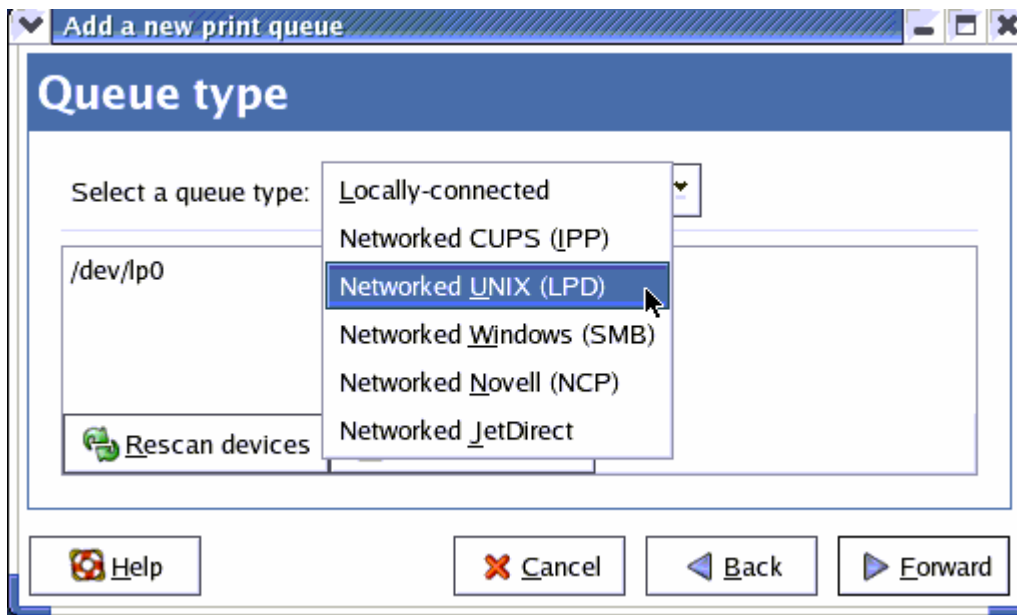 Add a new print queue
Queue type
Select a queue type:
Locally-connected
Networked CUPS (IPP)
/dev/lp0
Networked UNIX (LPD)
Networked Windows (SMB)
Networked Novell (NCP)
Networked JetDirect
Rescan devices
Help
Cancel
Back
Forward